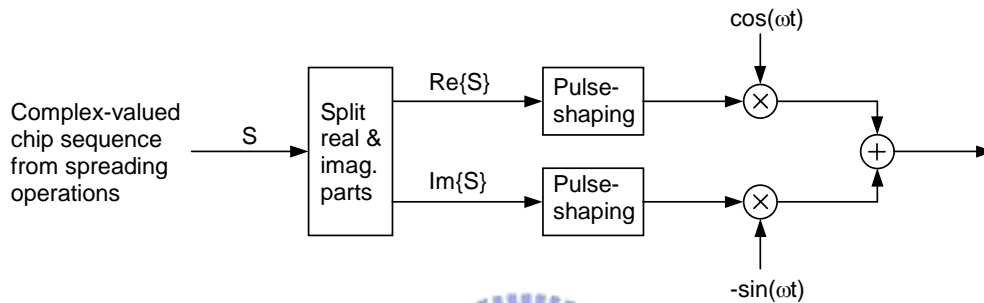 cos(ωt)
Complex-valued
chip sequence
from spreading
operations
S
Split
real &
imag.
parts
Re{S}
Im{S}
Pulse-
shaping
Pulse-
shaping
-sin(ωt)